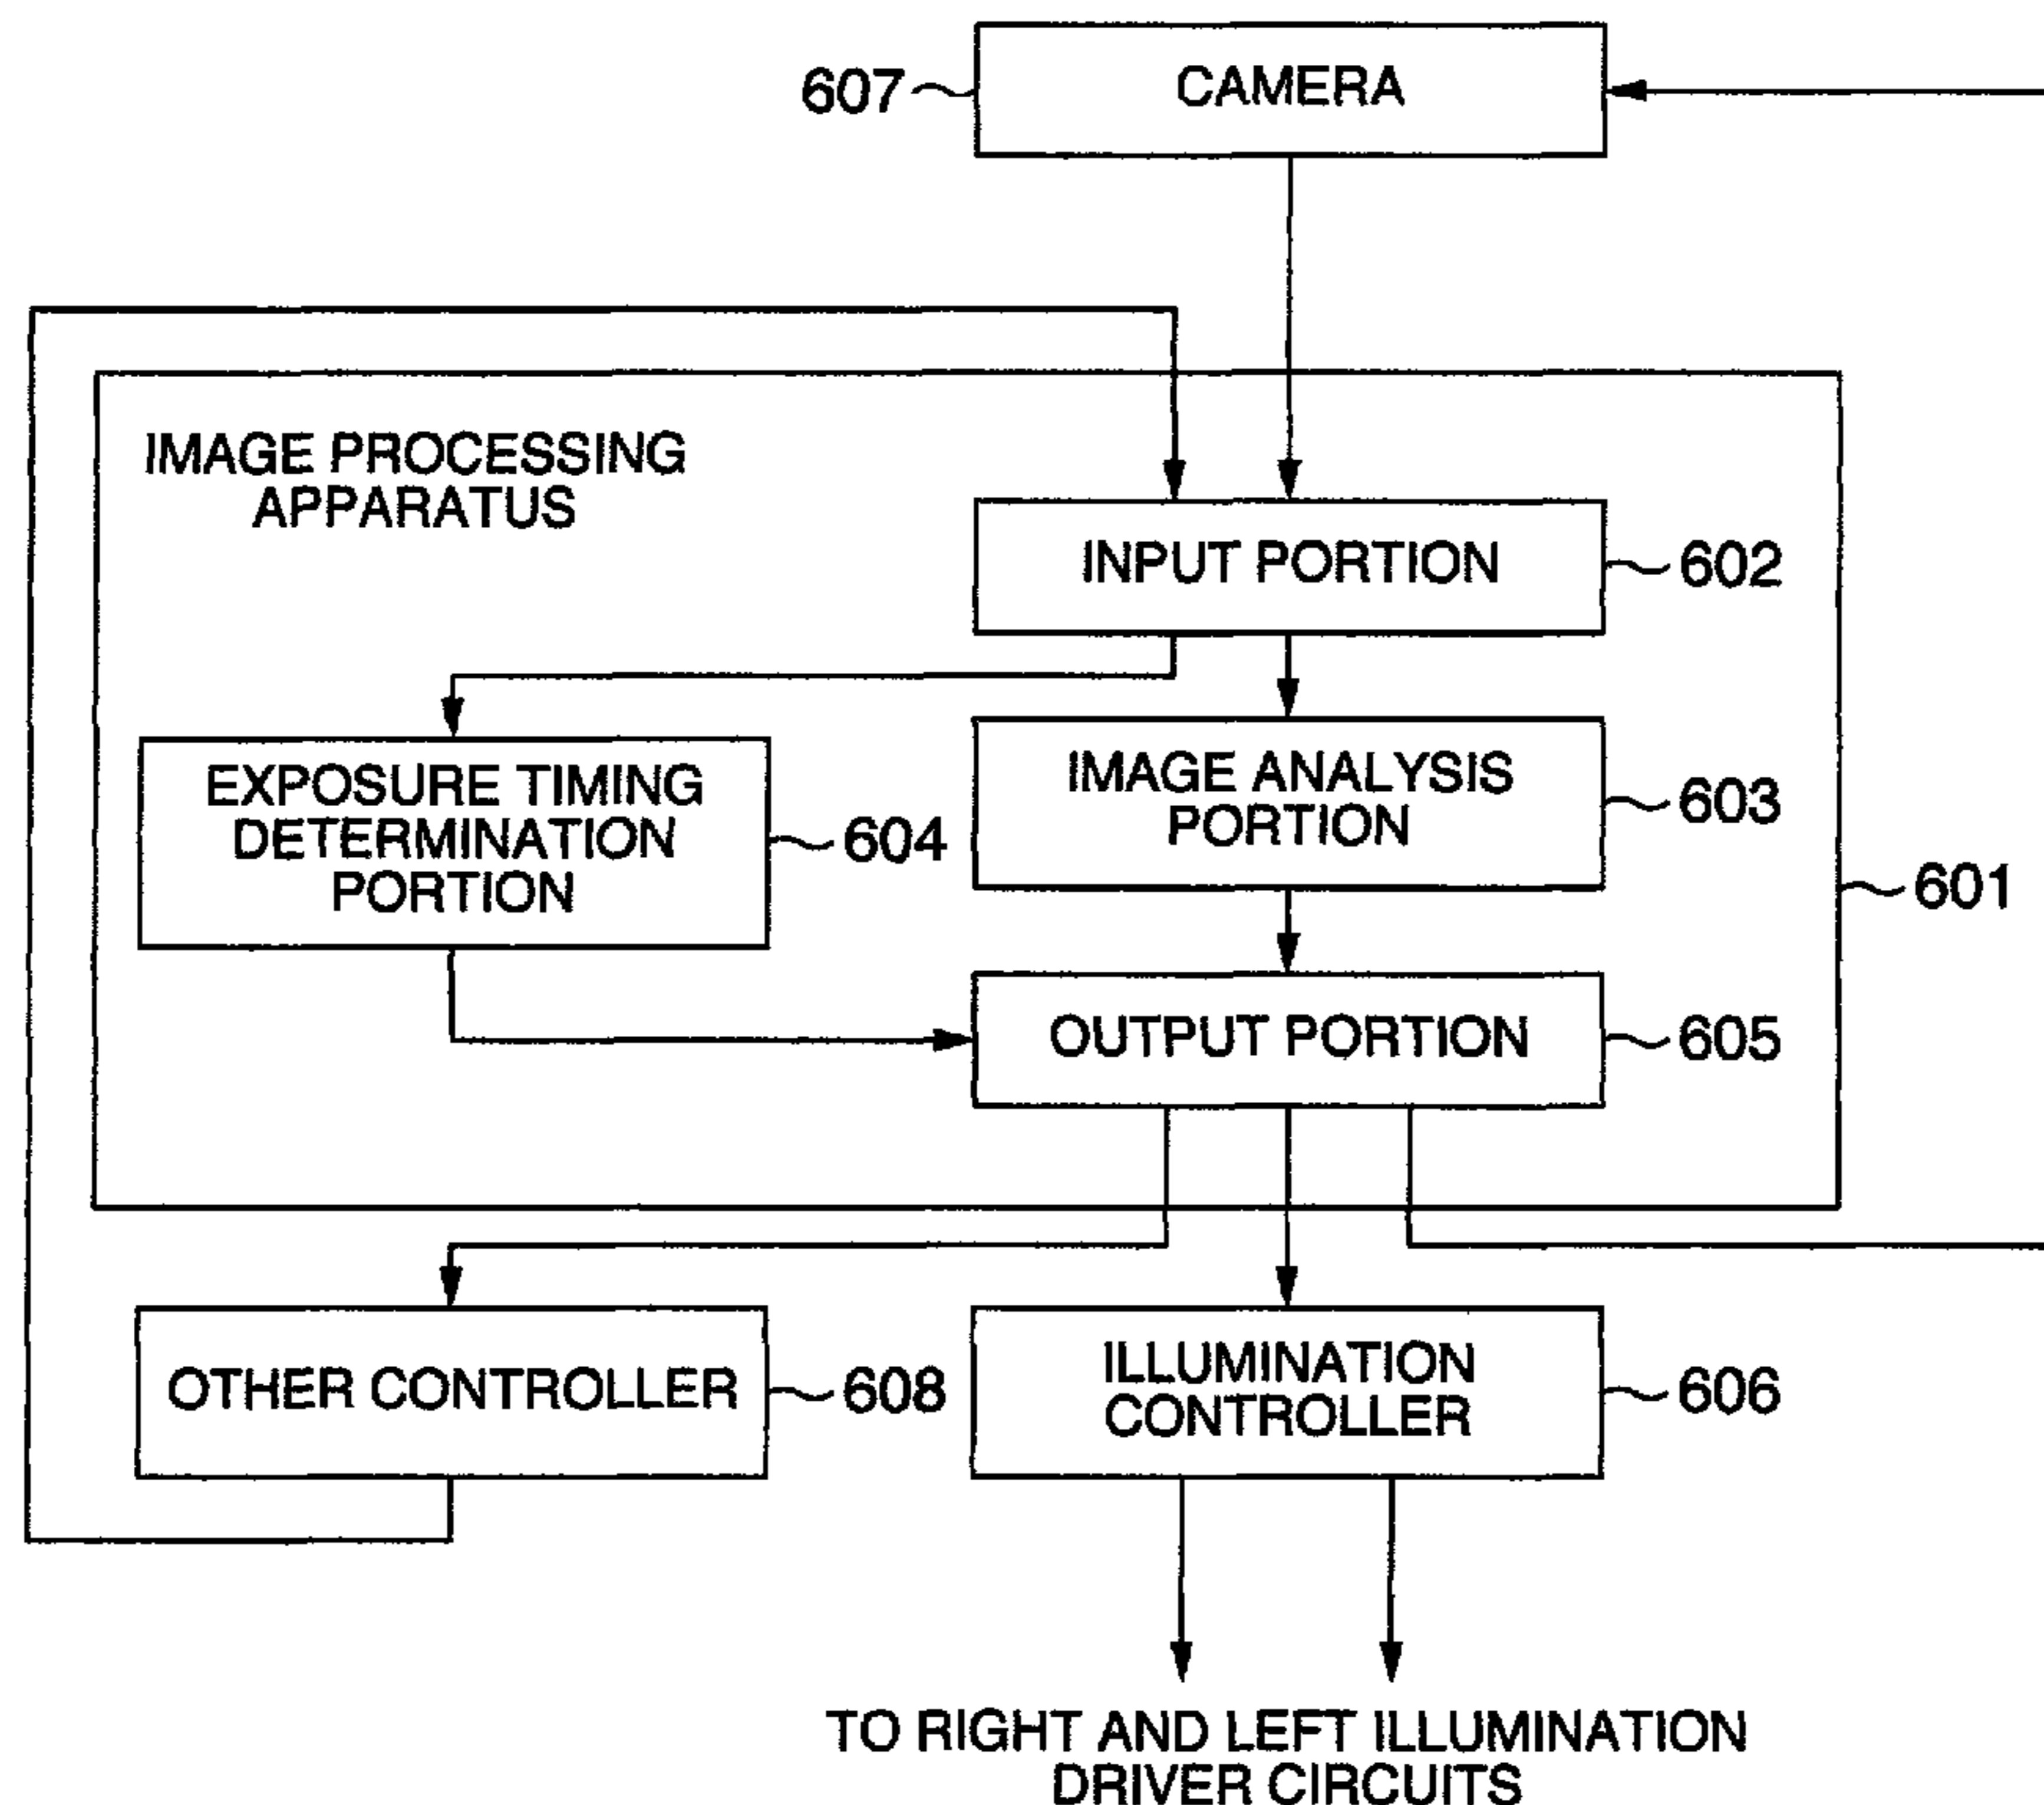 607
CAMERA
IMAGE PROCESSING
APPARATUS
INPUT PORTION
602
EXPOSURE TIMING
DETERMINATION
PORTION
604
IMAGE ANALYSIS
PORTION
603
601
OUTPUT PORTION
605
OTHER CONTROLLER
608
ILLUMINATION
CONTROLLER
606
TO RIGHT AND LEFT ILLUMINATION
DRIVER CIRCUITS